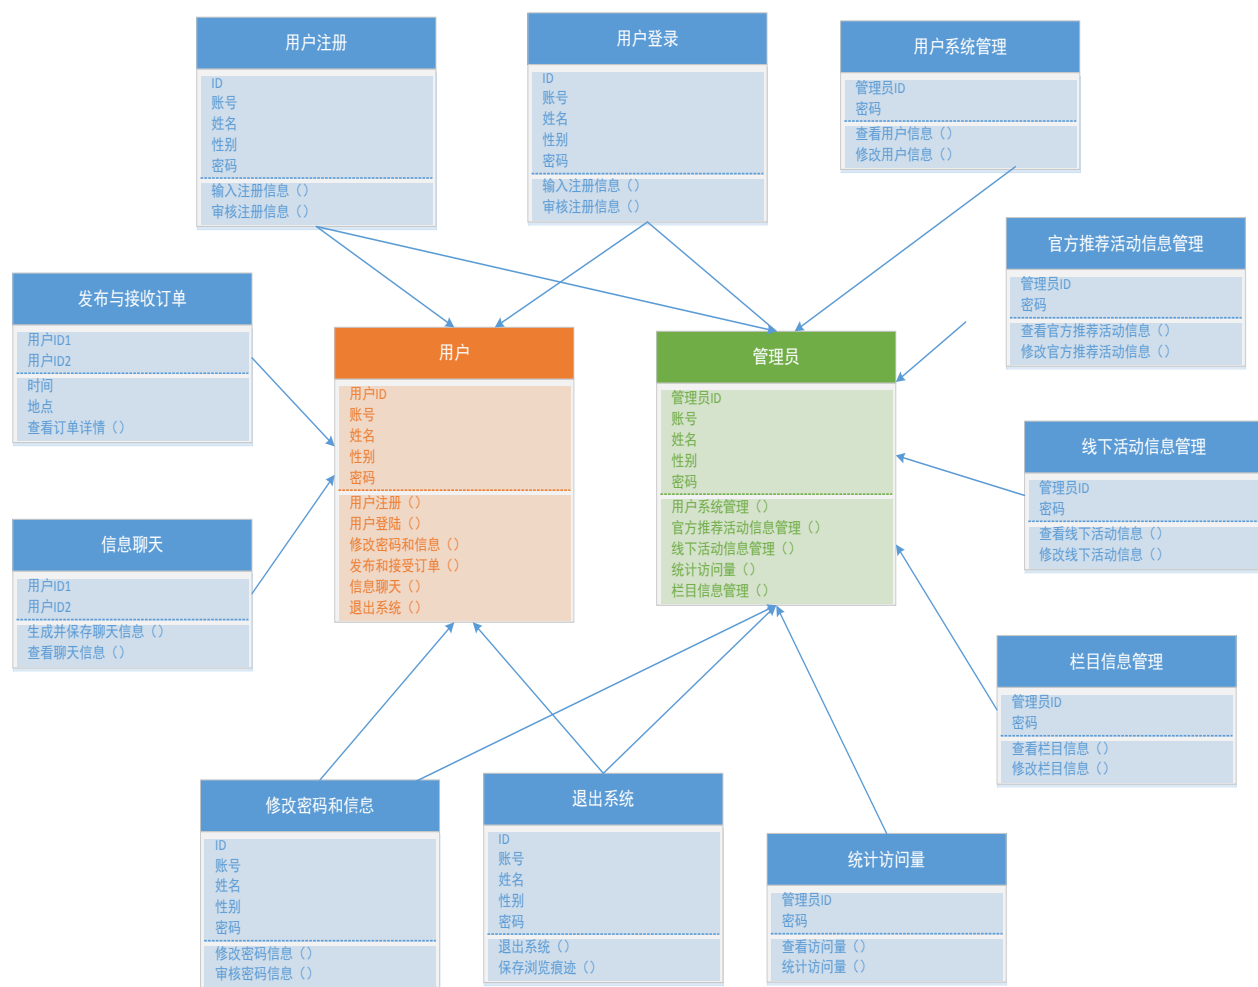 用户注册
ID
账号
姓名
性别
密码
输入注册信息（）
审核注册信息（）
用户登录
ID
账号
姓名
性别
密码
输入注册信息（）
审核注册信息（）
用户系统管理
管理员ID
密码
查看用户信息（）
修改用户信息（）
官方推荐活动信息管理
管理员ID
密码
查看官方推荐活动信息（）
修改官方推荐活动信息（）
发布与接收订单
用户ID1
用户ID2
时间
地点
查看订单详情（）
用户
用户ID
账号
姓名
性别
密码
用户注册（）
用户登陆（）
修改密码和信息（）
发布和接受订单（）
信息聊天（）
退出系统（）
管理员
管理员ID
账号
姓名
性别
密码
用户系统管理（）
官方推荐活动信息管理（）
线下活动信息管理（）
统计访问量（）
栏目信息管理（）
线下活动信息管理
管理员ID
密码
查看线下活动信息（）
修改线下活动信息（）
信息聊天
用户ID1
用户ID2
生成并保存聊天信息（）
查看聊天信息（）
栏目信息管理
管理员ID
密码
查看栏目信息（）
修改栏目信息（）
修改密码和信息
ID
账号
姓名
性别
密码
修改密码信息（）
审核密码信息（）
退出系统
ID
账号
姓名
性别
密码
退出系统（）
保存浏览痕迹（）
统计访问量
管理员ID
密码
查看访问量（）
统计访问量（）